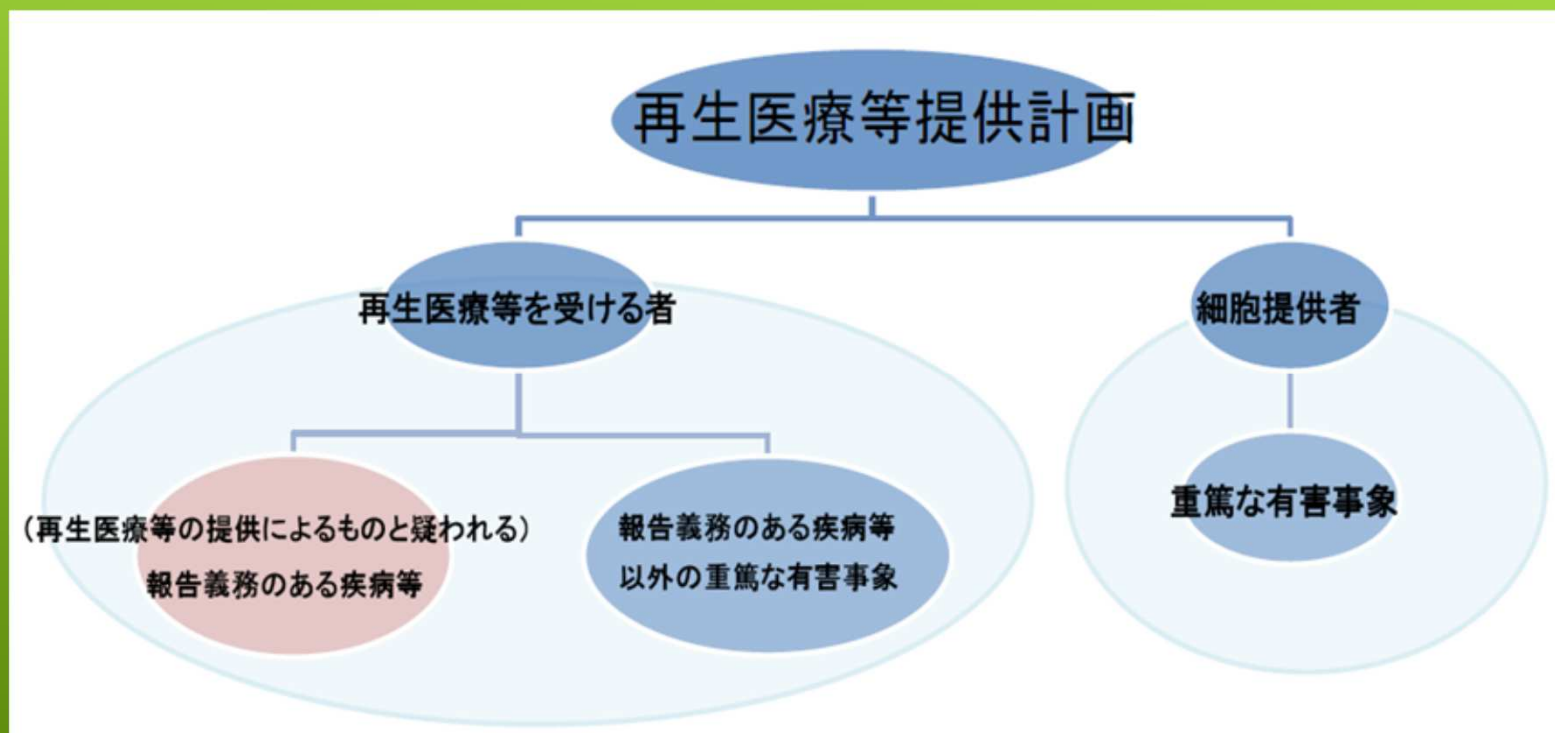 再生医療等提供計画
再生医療等を受ける者
細胞提供者
(再生医療等の提供によるものと疑われる)
報告義務のある疾病等
報告義務のある疾病等
以外の重篤な有害事象
重篤な有害事象